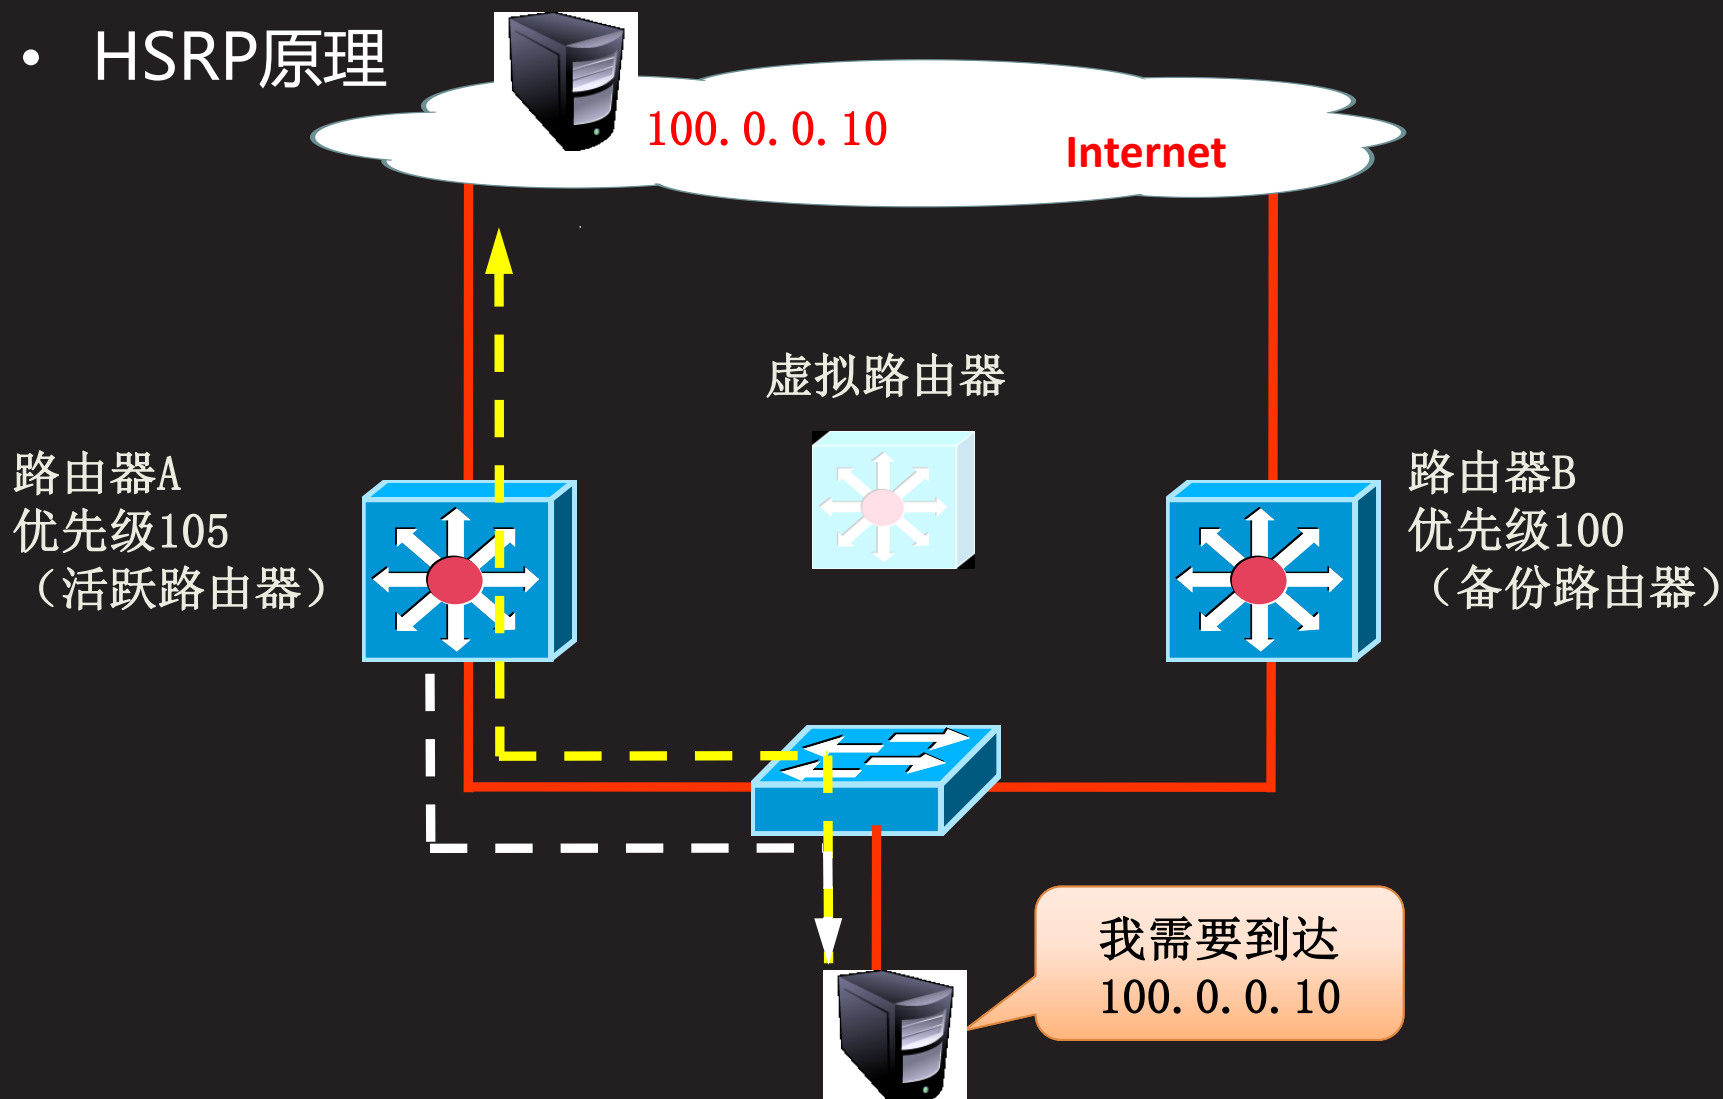 • HSRP原理
100.0.0.10
Internet
虚拟路由器
路由器A
优先级105
（活跃路由器）
路由器B
优先级100
（备份路由器）
我需要到达
100.0.0.10